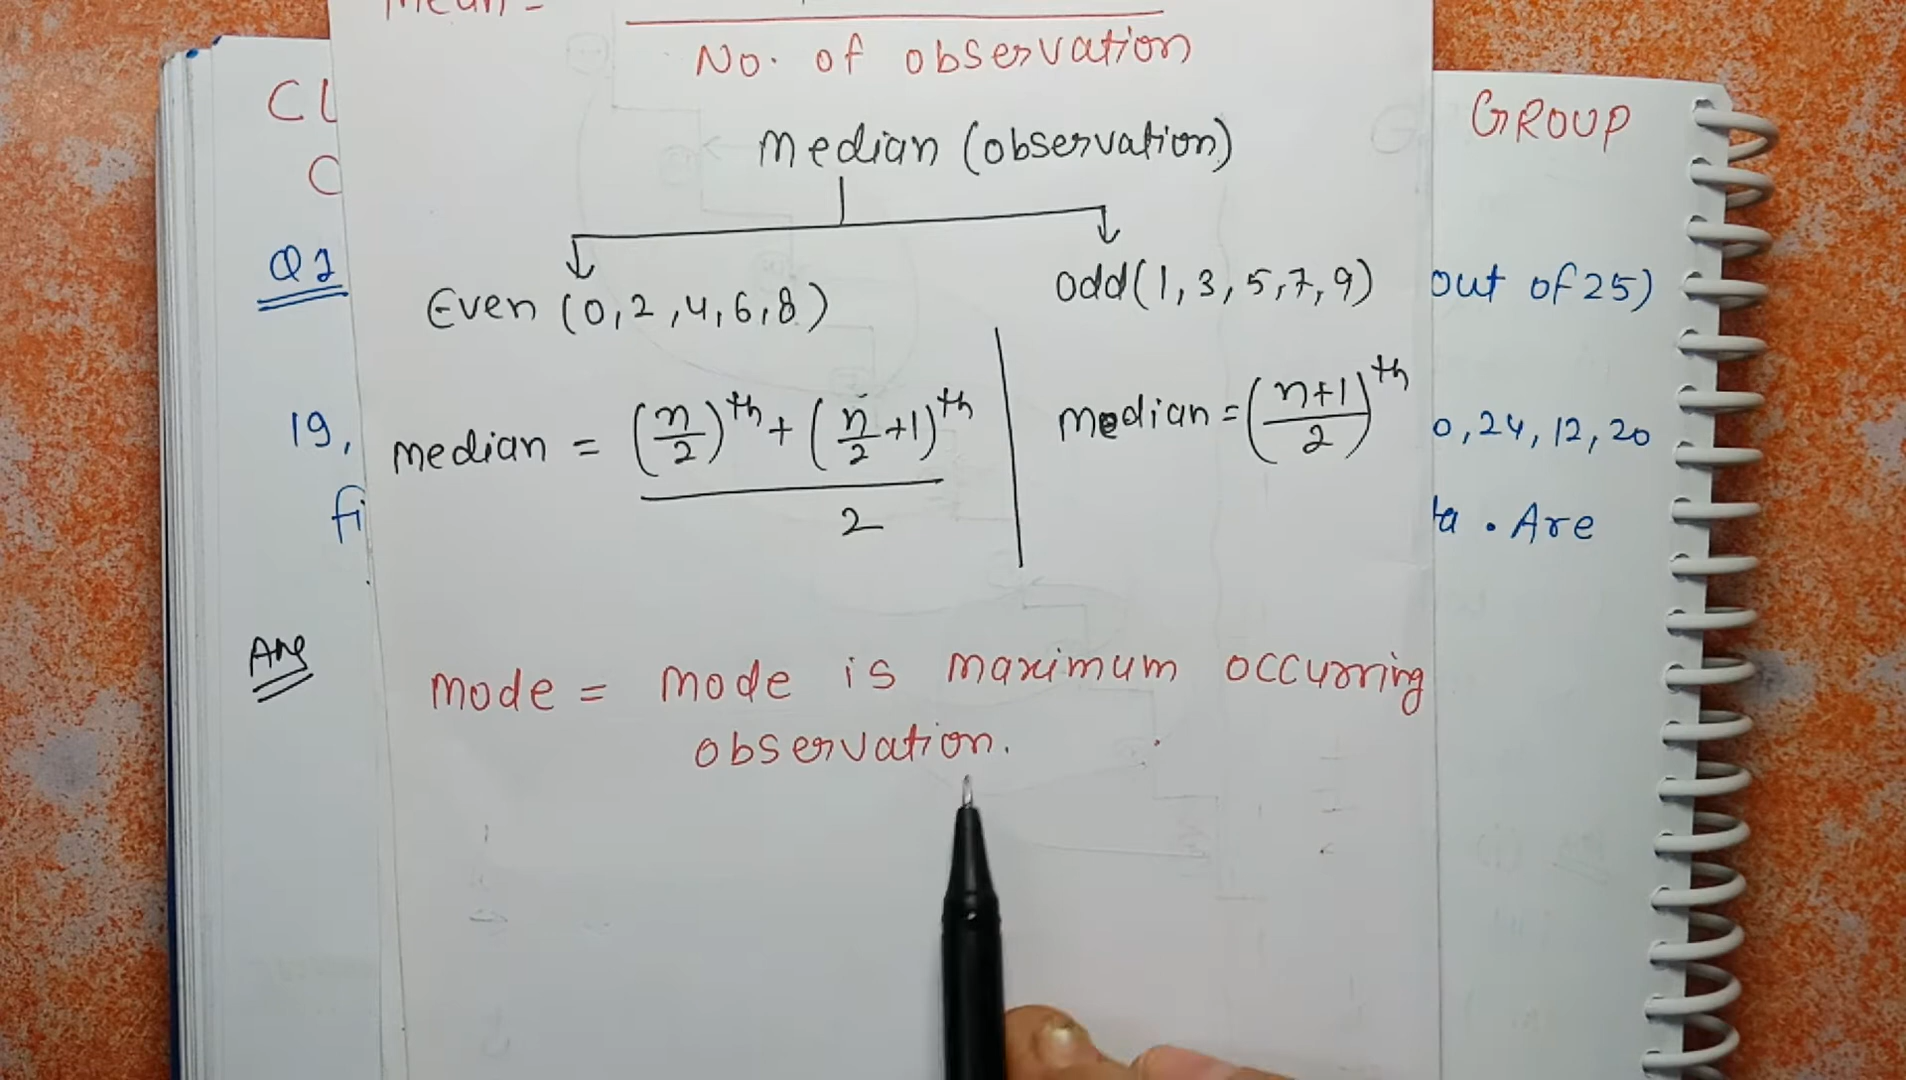 Mean =
No. of observation
CL
GROUP
Median (observation)
C
Q1
out of 25)
Even (0, 2, 4, 6, 8)
odd (1, 3, 5, 7, 9)
19,
median = (n/2)th + (n/2 +1)th / 2
median = (n+1/2)th
0, 24, 12, 20
fi
ta . Are
Ans
mode = mode is maximum occurring
observation.